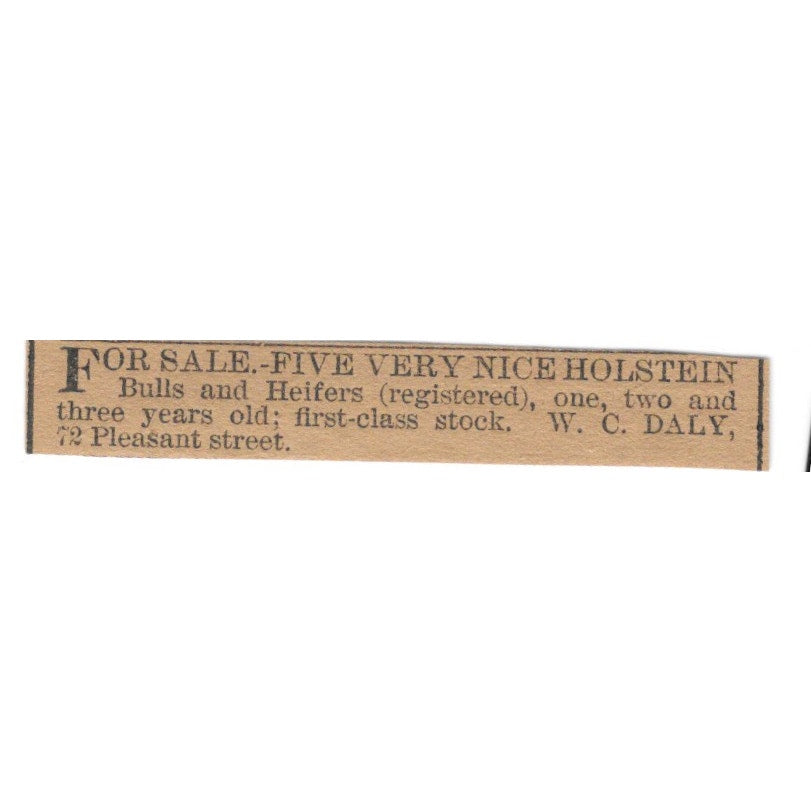 FOR SALE.-FIVE VERY NICE HOLSTEIN
Bulls and Heifers (registered), one, two and
three years old; first-class stock. W. C. DALY,
72 Pleasant street.